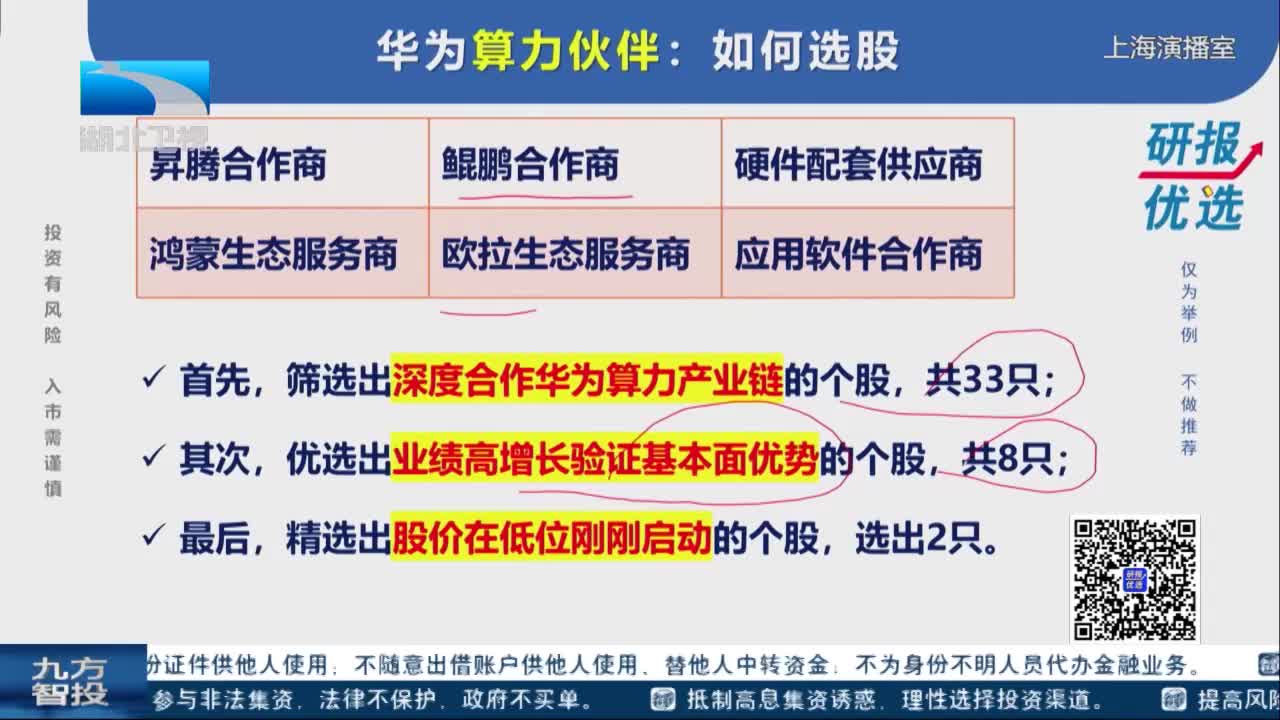 华为算力伙伴：如何选股
上海演播室
湖北卫视
昇腾合作商
鲲鹏合作商
硬件配套供应商
鸿蒙生态服务商
欧拉生态服务商
应用软件合作商
研报
优选
投资有风险 入市需谨慎
仅为举例 不做推荐
✓ 首先，筛选出深度合作华为算力产业链的个股，共33只；
✓ 其次，优选出业绩高增长验证基本面优势的个股，共8只；
✓ 最后，精选出股价在低位刚刚启动的个股，选出2只。
研报
优选
九方
智投
份证件供他人使用；不随意出借账户供他人使用、替他人中转资金；不为身份不明人员代办金融业务。
参与非法集资，法律不保护，政府不买单。 抵制高息集资诱惑，理性选择投资渠道。 提高风险